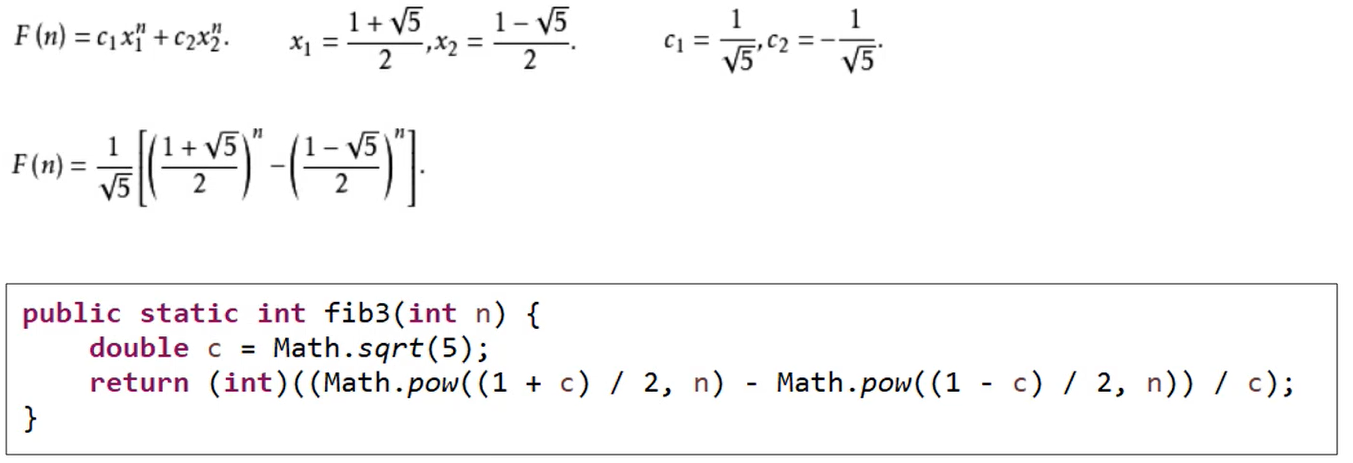 F (n) = c₁x₁ⁿ + c₂x₂ⁿ. x₁ = (1 + √5)/2, x₂ = (1 − √5)/2. c₁ = 1/√5, c₂ = −1/√5.
F (n) = 1/√5 [((1 + √5)/2)ⁿ − ((1 − √5)/2)ⁿ].
public static int fib3(int n) {
    double c = Math.sqrt(5);
    return (int)((Math.pow((1 + c) / 2, n) - Math.pow((1 - c) / 2, n)) / c);
}